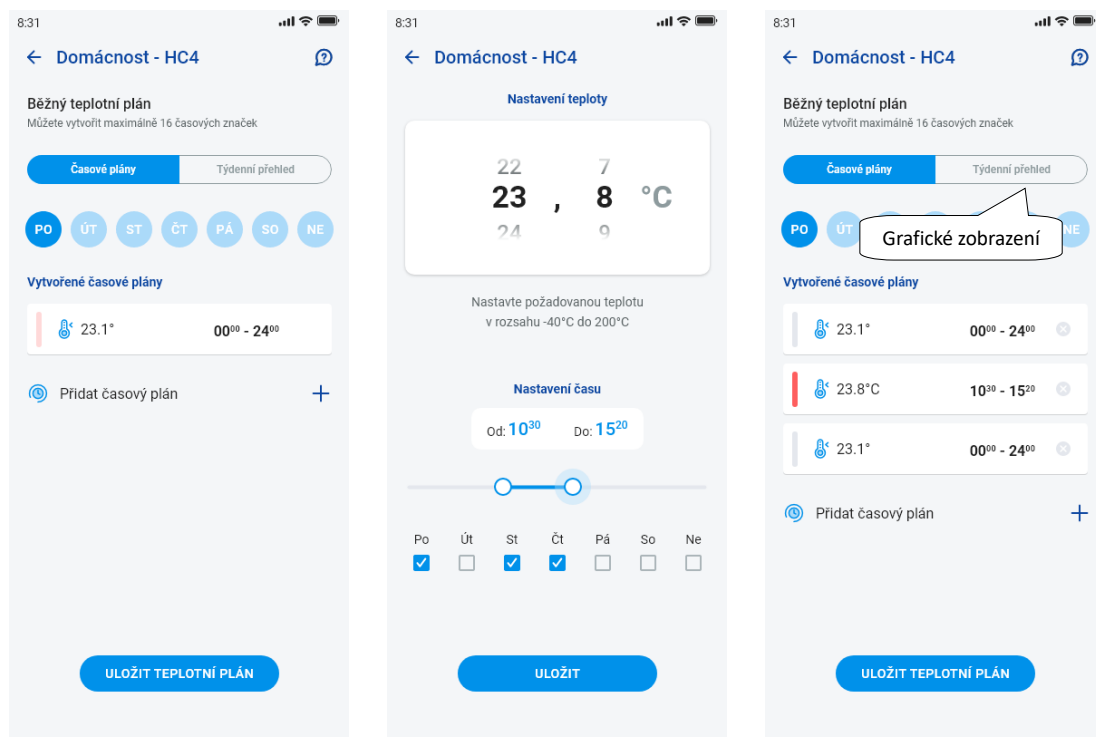 8:31
Domácnost - HC4
Běžný teplotní plán
Můžete vytvořit maximálně 16 časových značek
Časové plány
Týdenní přehled
PO ÚT ST ČT PÁ SO NE
Vytvořené časové plány
23.1° 00⁰⁰ - 24⁰⁰
Přidat časový plán
ULOŽIT TEPLOTNÍ PLÁN
8:31
Domácnost - HC4
Nastavení teploty
22 7
23 , 8 °C
24 9
Nastavte požadovanou teplotu
v rozsahu -40°C do 200°C
Nastavení času
Od: 10³⁰ Do: 15²⁰
Po Út St Čt Pá So Ne
ULOŽIT
8:31
Domácnost - HC4
Běžný teplotní plán
Můžete vytvořit maximálně 16 časových značek
Časové plány
Týdenní přehled
PO ÚT NE
Grafické zobrazení
Vytvořené časové plány
23.1° 00⁰⁰ - 24⁰⁰
23.8°C 10³⁰ - 15²⁰
23.1° 00⁰⁰ - 24⁰⁰
Přidat časový plán
ULOŽIT TEPLOTNÍ PLÁN